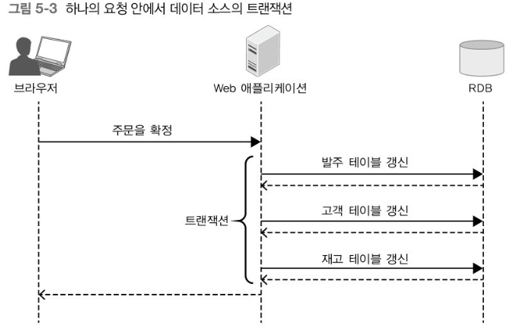 그림 5-3 하나의 요청 안에서 데이터 소스의 트랜잭션
브라우저
Web 애플리케이션
RDB
주문을 확정
발주 테이블 갱신
고객 테이블 갱신
트랜잭션
재고 테이블 갱신